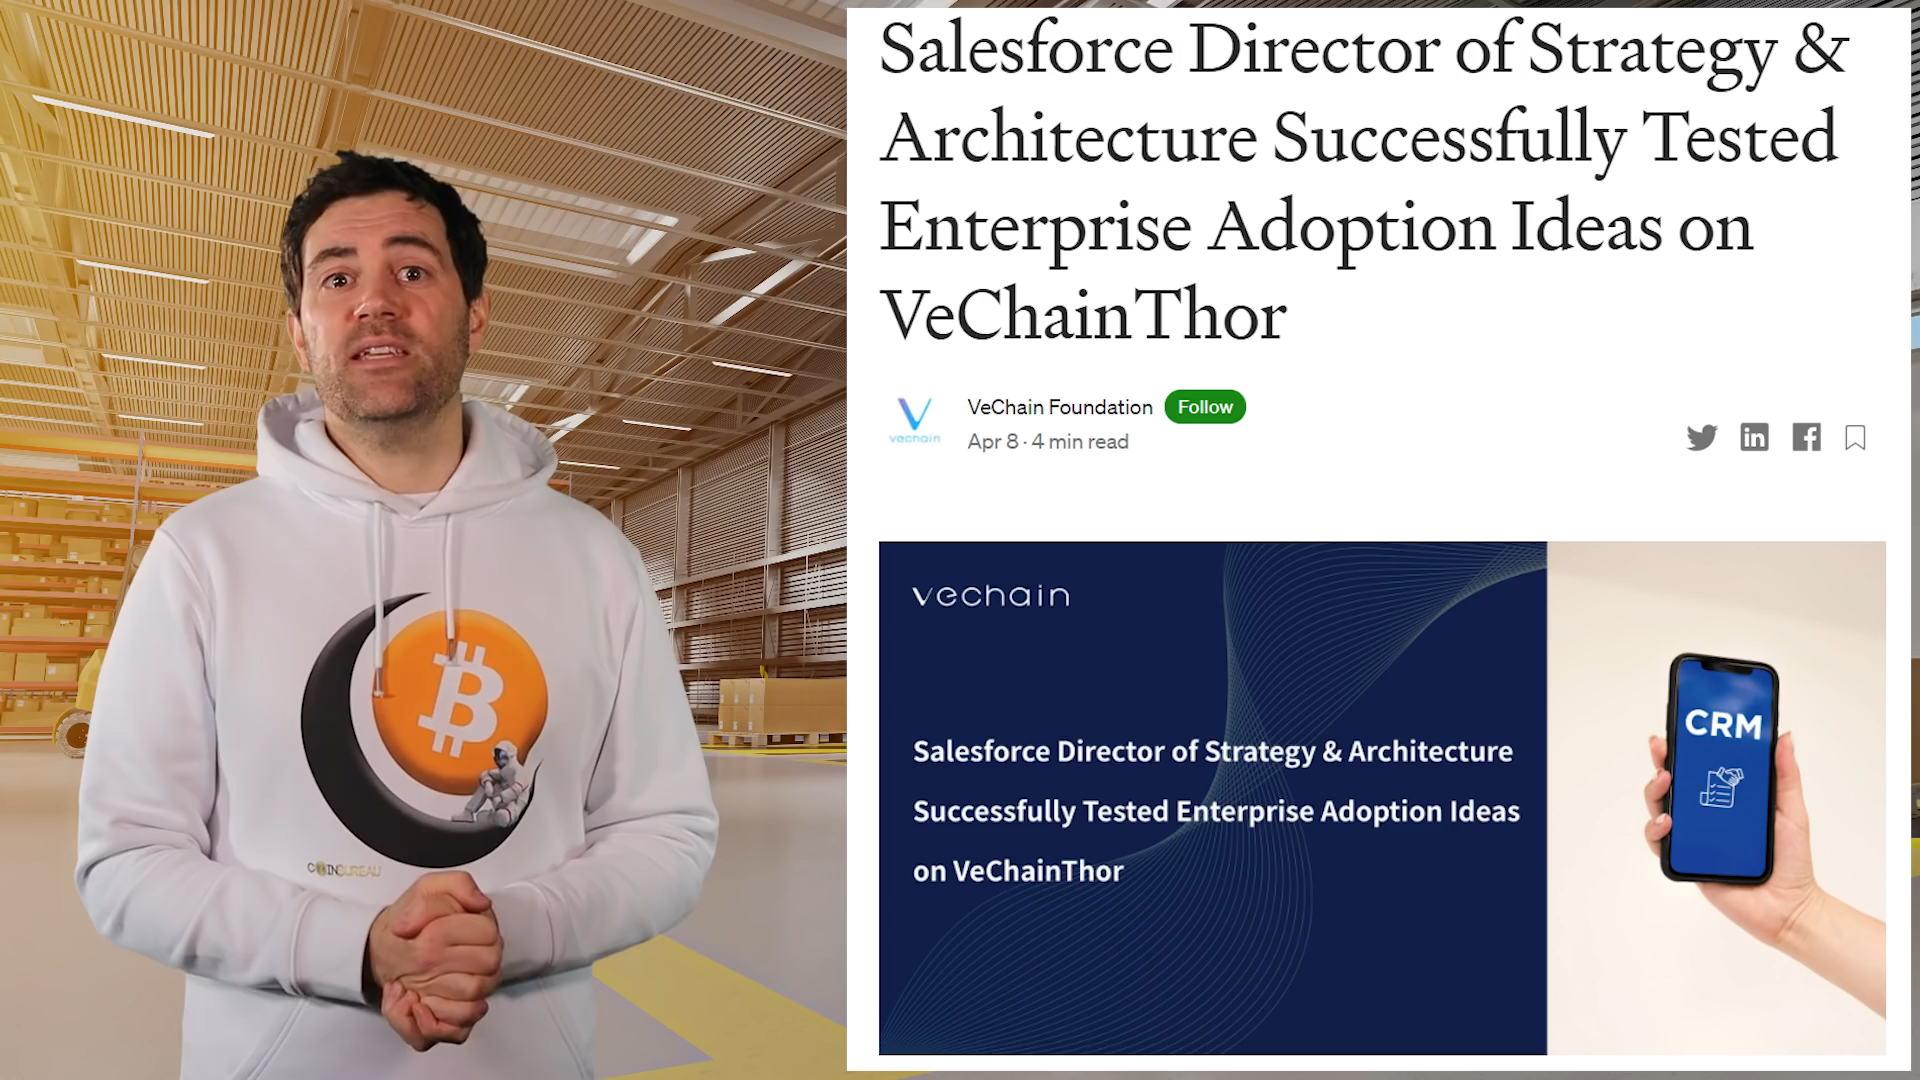 Salesforce Director of Strategy &
Architecture Successfully Tested
Enterprise Adoption Ideas on
VeChainThor
VeChain Foundation Follow
Apr 8 · 4 min read
vechain
vechain
Salesforce Director of Strategy & Architecture
Successfully Tested Enterprise Adoption Ideas
on VeChainThor
CRM
COINBUREAU